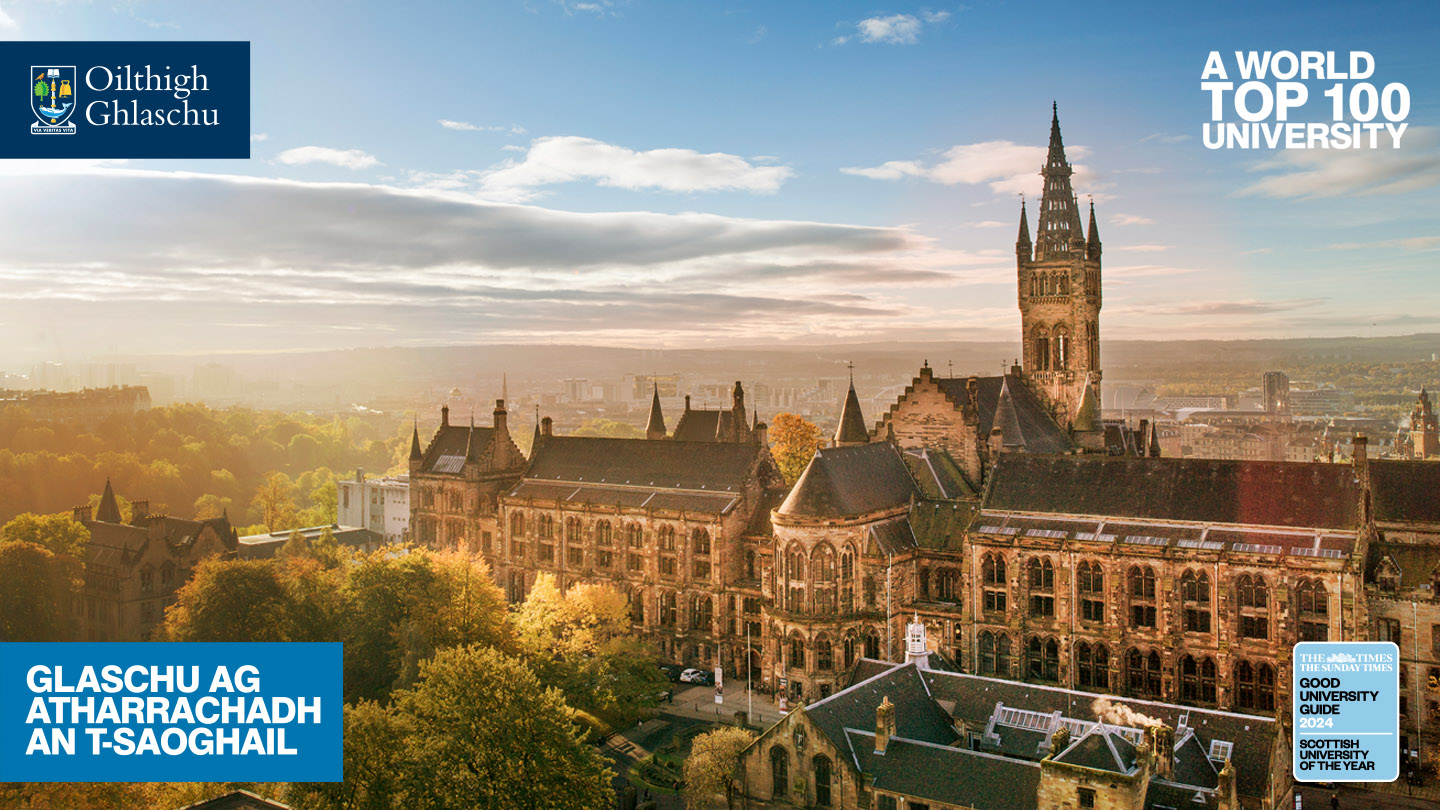 Oilthigh
Ghlaschu
VIA VERITAS VITA
A WORLD
TOP 100
UNIVERSITY
GLASCHU AG
ATHARRACHADH
AN T-SAOGHAIL
THE TIMES
THE SUNDAY TIMES
GOOD
UNIVERSITY
GUIDE
2024
SCOTTISH
UNIVERSITY
OF THE YEAR